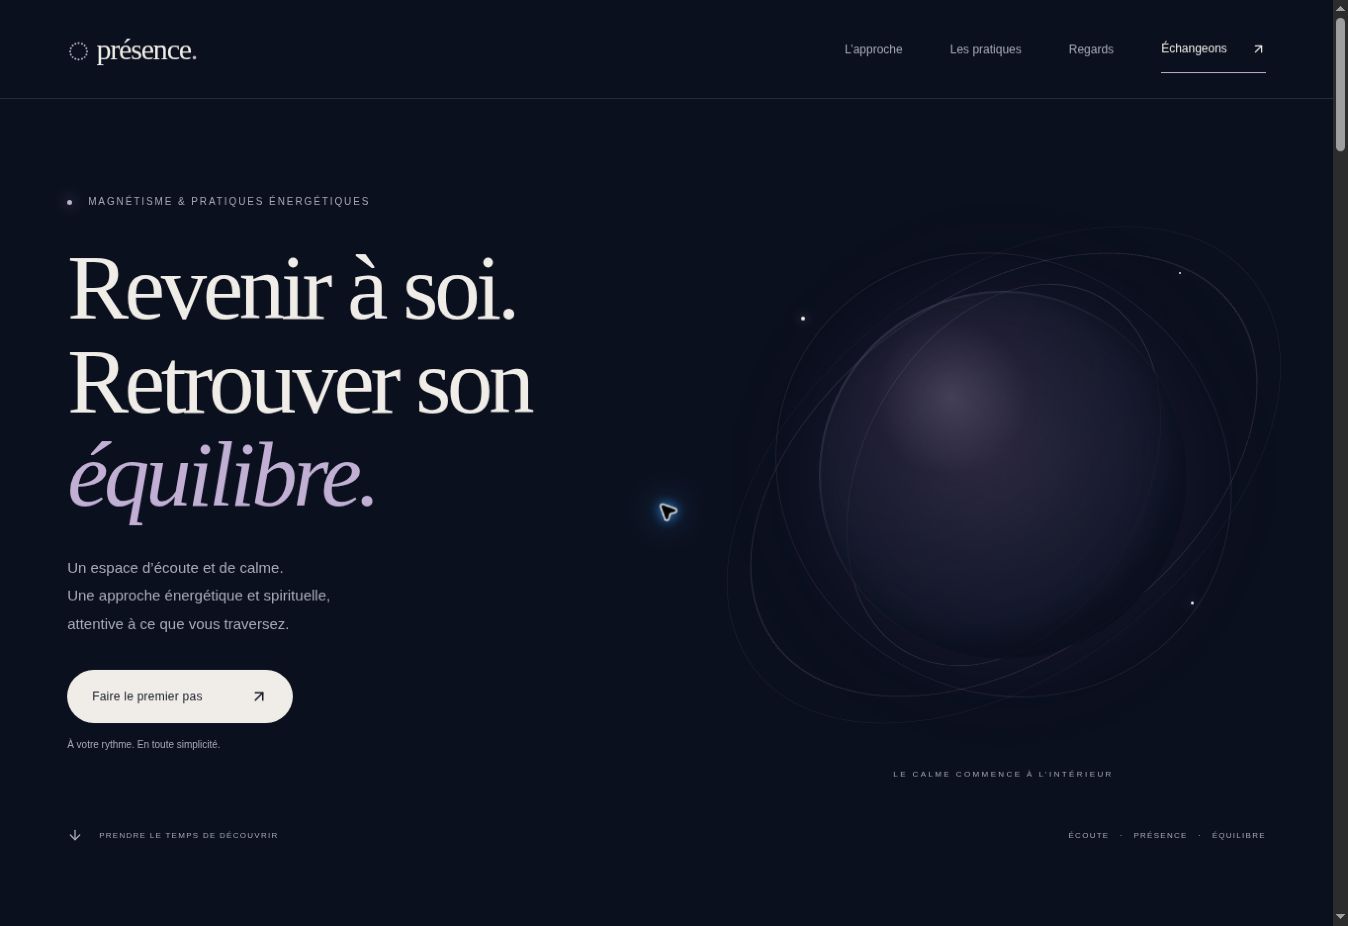 présence.
L'approche
Les pratiques
Regards
Échangeons
MAGNÉTISME & PRATIQUES ÉNERGÉTIQUES
Revenir à soi.
Retrouver son
équilibre.
Un espace d’écoute et de calme.
Une approche énergétique et spirituelle,
attentive à ce que vous traversez.
Faire le premier pas
À votre rythme. En toute simplicité.
LE CALME COMMENCE À L’INTÉRIEUR
PRENDRE LE TEMPS DE DÉCOUVRIR
ÉCOUTE · PRÉSENCE · ÉQUILIBRE